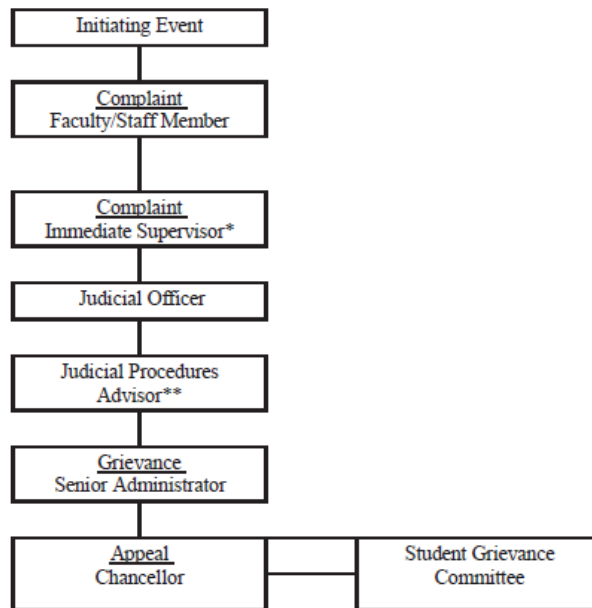 Initiating Event
Complaint
Faculty/Staff Member
Complaint
Immediate Supervisor*
Judicial Officer
Judicial Procedures
Advisor**
Grievance
Senior Administrator
Appeal
Chancellor
Student Grievance
Committee